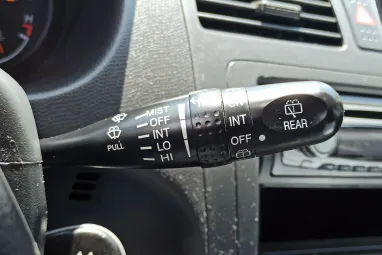 MIST
OFF
INT
LO
HI
PULL
ON
INT
OFF
REAR